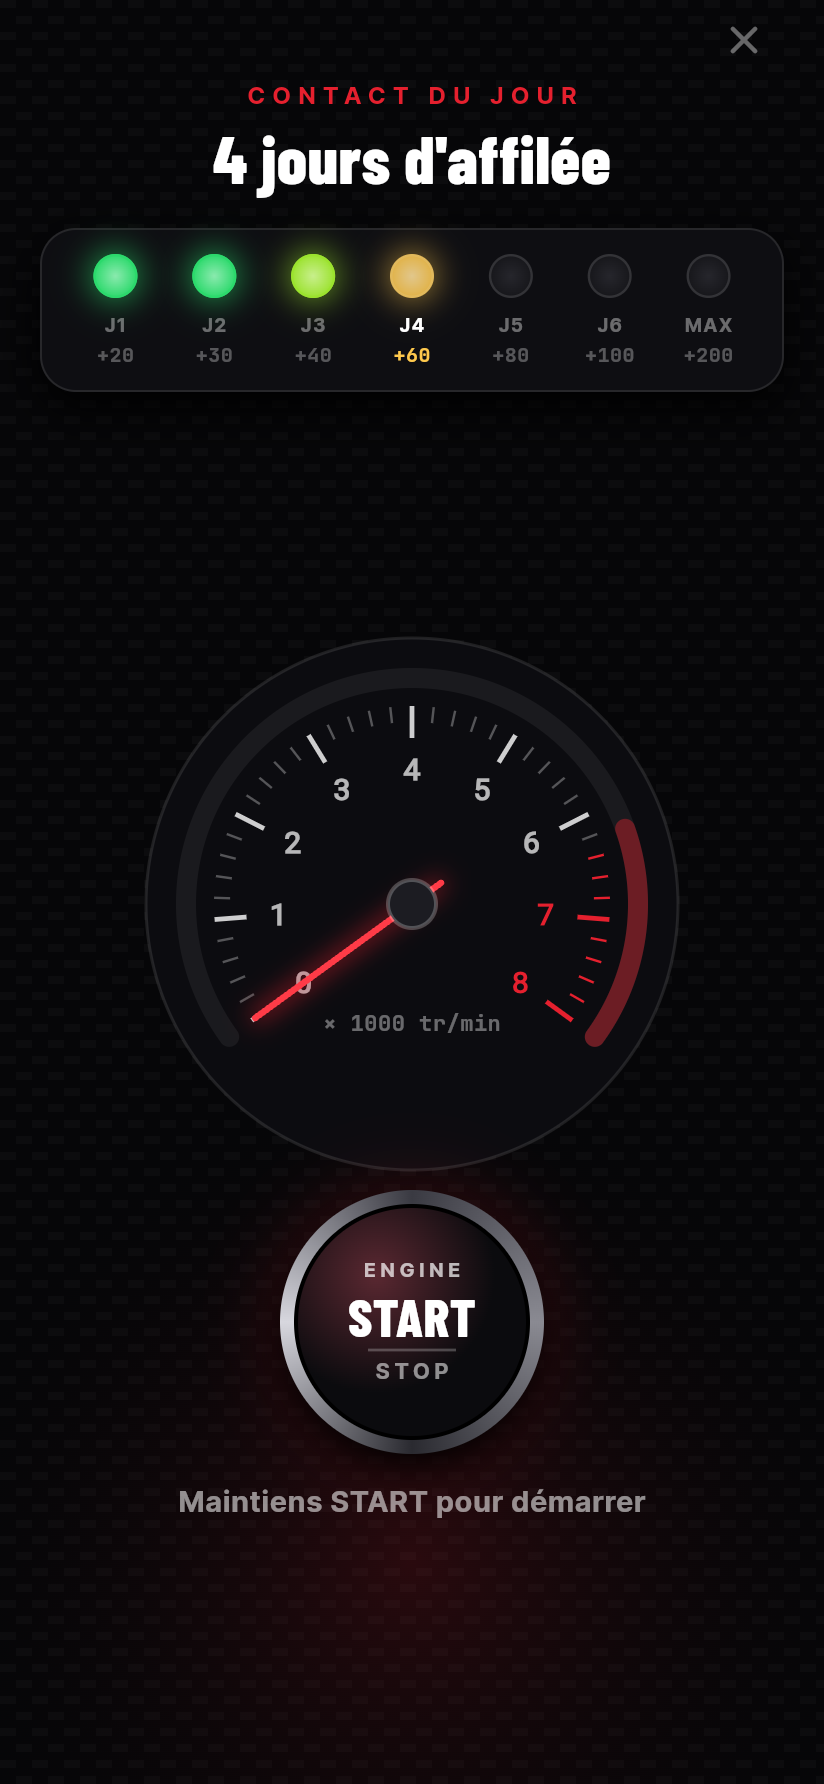 CONTACT DU JOUR
4 jours d'affilée
J1 J2 J3 J4 J5 J6 MAX
+20 +30 +40 +60 +80 +100 +200
4
3 5
2 6
1 7
0 8
× 1000 tr/min
ENGINE
START
STOP
Maintiens START pour démarrer